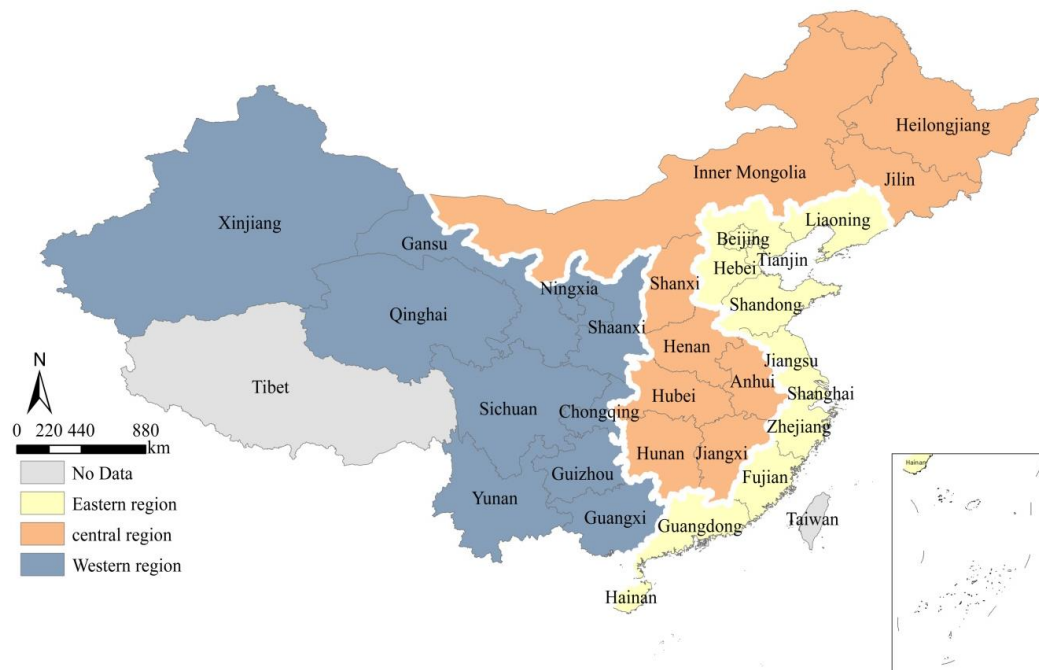 Heilongjiang
Inner Mongolia
Jilin
Xinjiang
Liaoning
Gansu
Beijing
Tianjin
Hebei
Ningxia
Shanxi
Shandong
Qinghai
Shaanxi
Henan
Jiangsu
Tibet
Anhui
Shanghai
Hubei
Sichuan
Chongqing
Zhejiang
Hunan
Jiangxi
Guizhou
Fujian
Yunan
Guangxi
Guangdong
Taiwan
Hainan
N
0 220 440 880
km
No Data
Eastern region
central region
Western region
Hainan